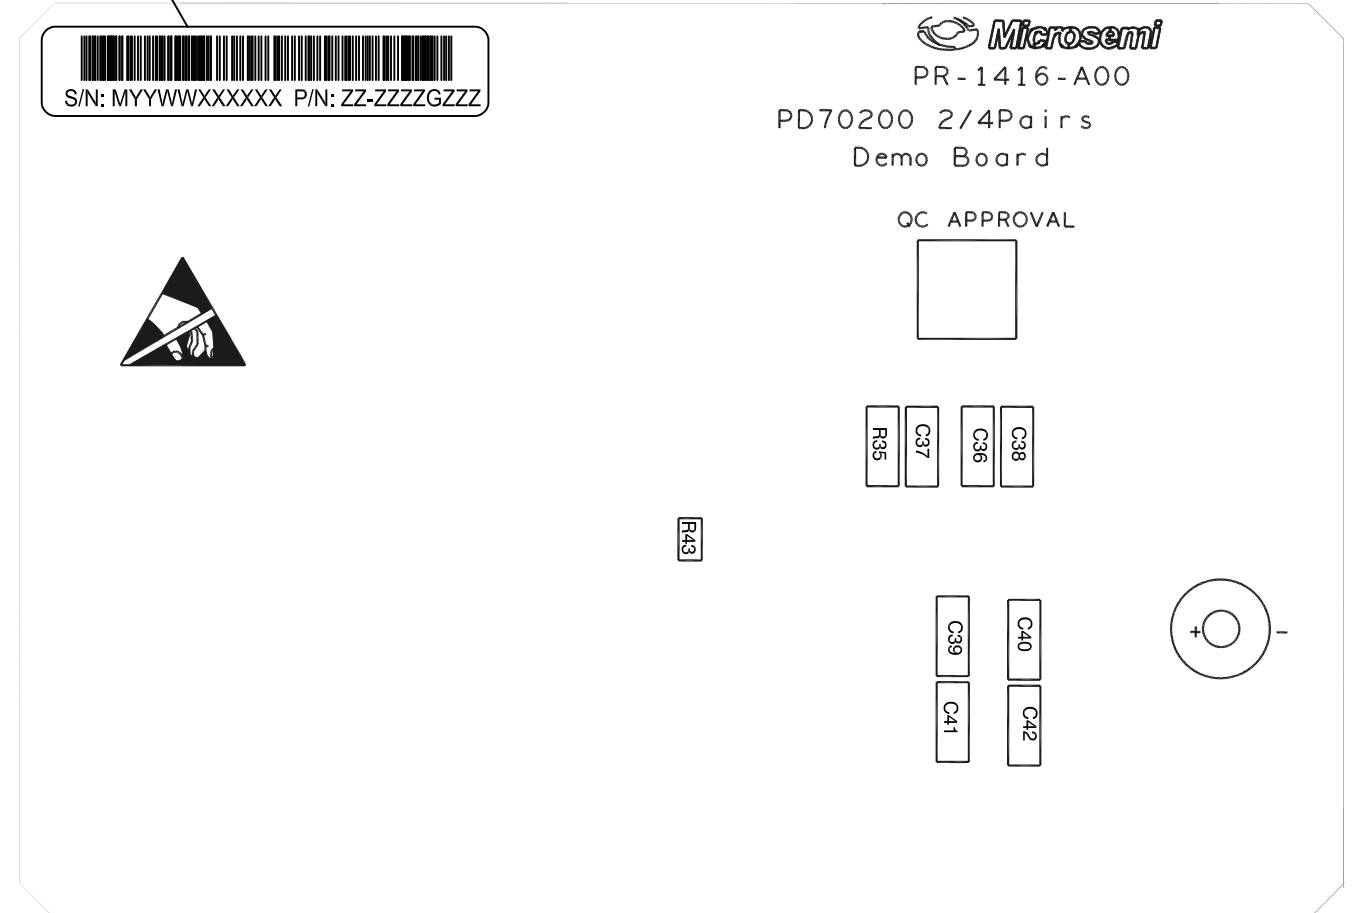 Microsemi
S/N: MYYWWXXXXXX P/N: ZZ-ZZZZGZZZ
PR-1416-A00
PD70200 2/4Pairs
Demo Board
QC APPROVAL
R35 C37 C36 C38
R43
C39 C40
+ −
C41 C42